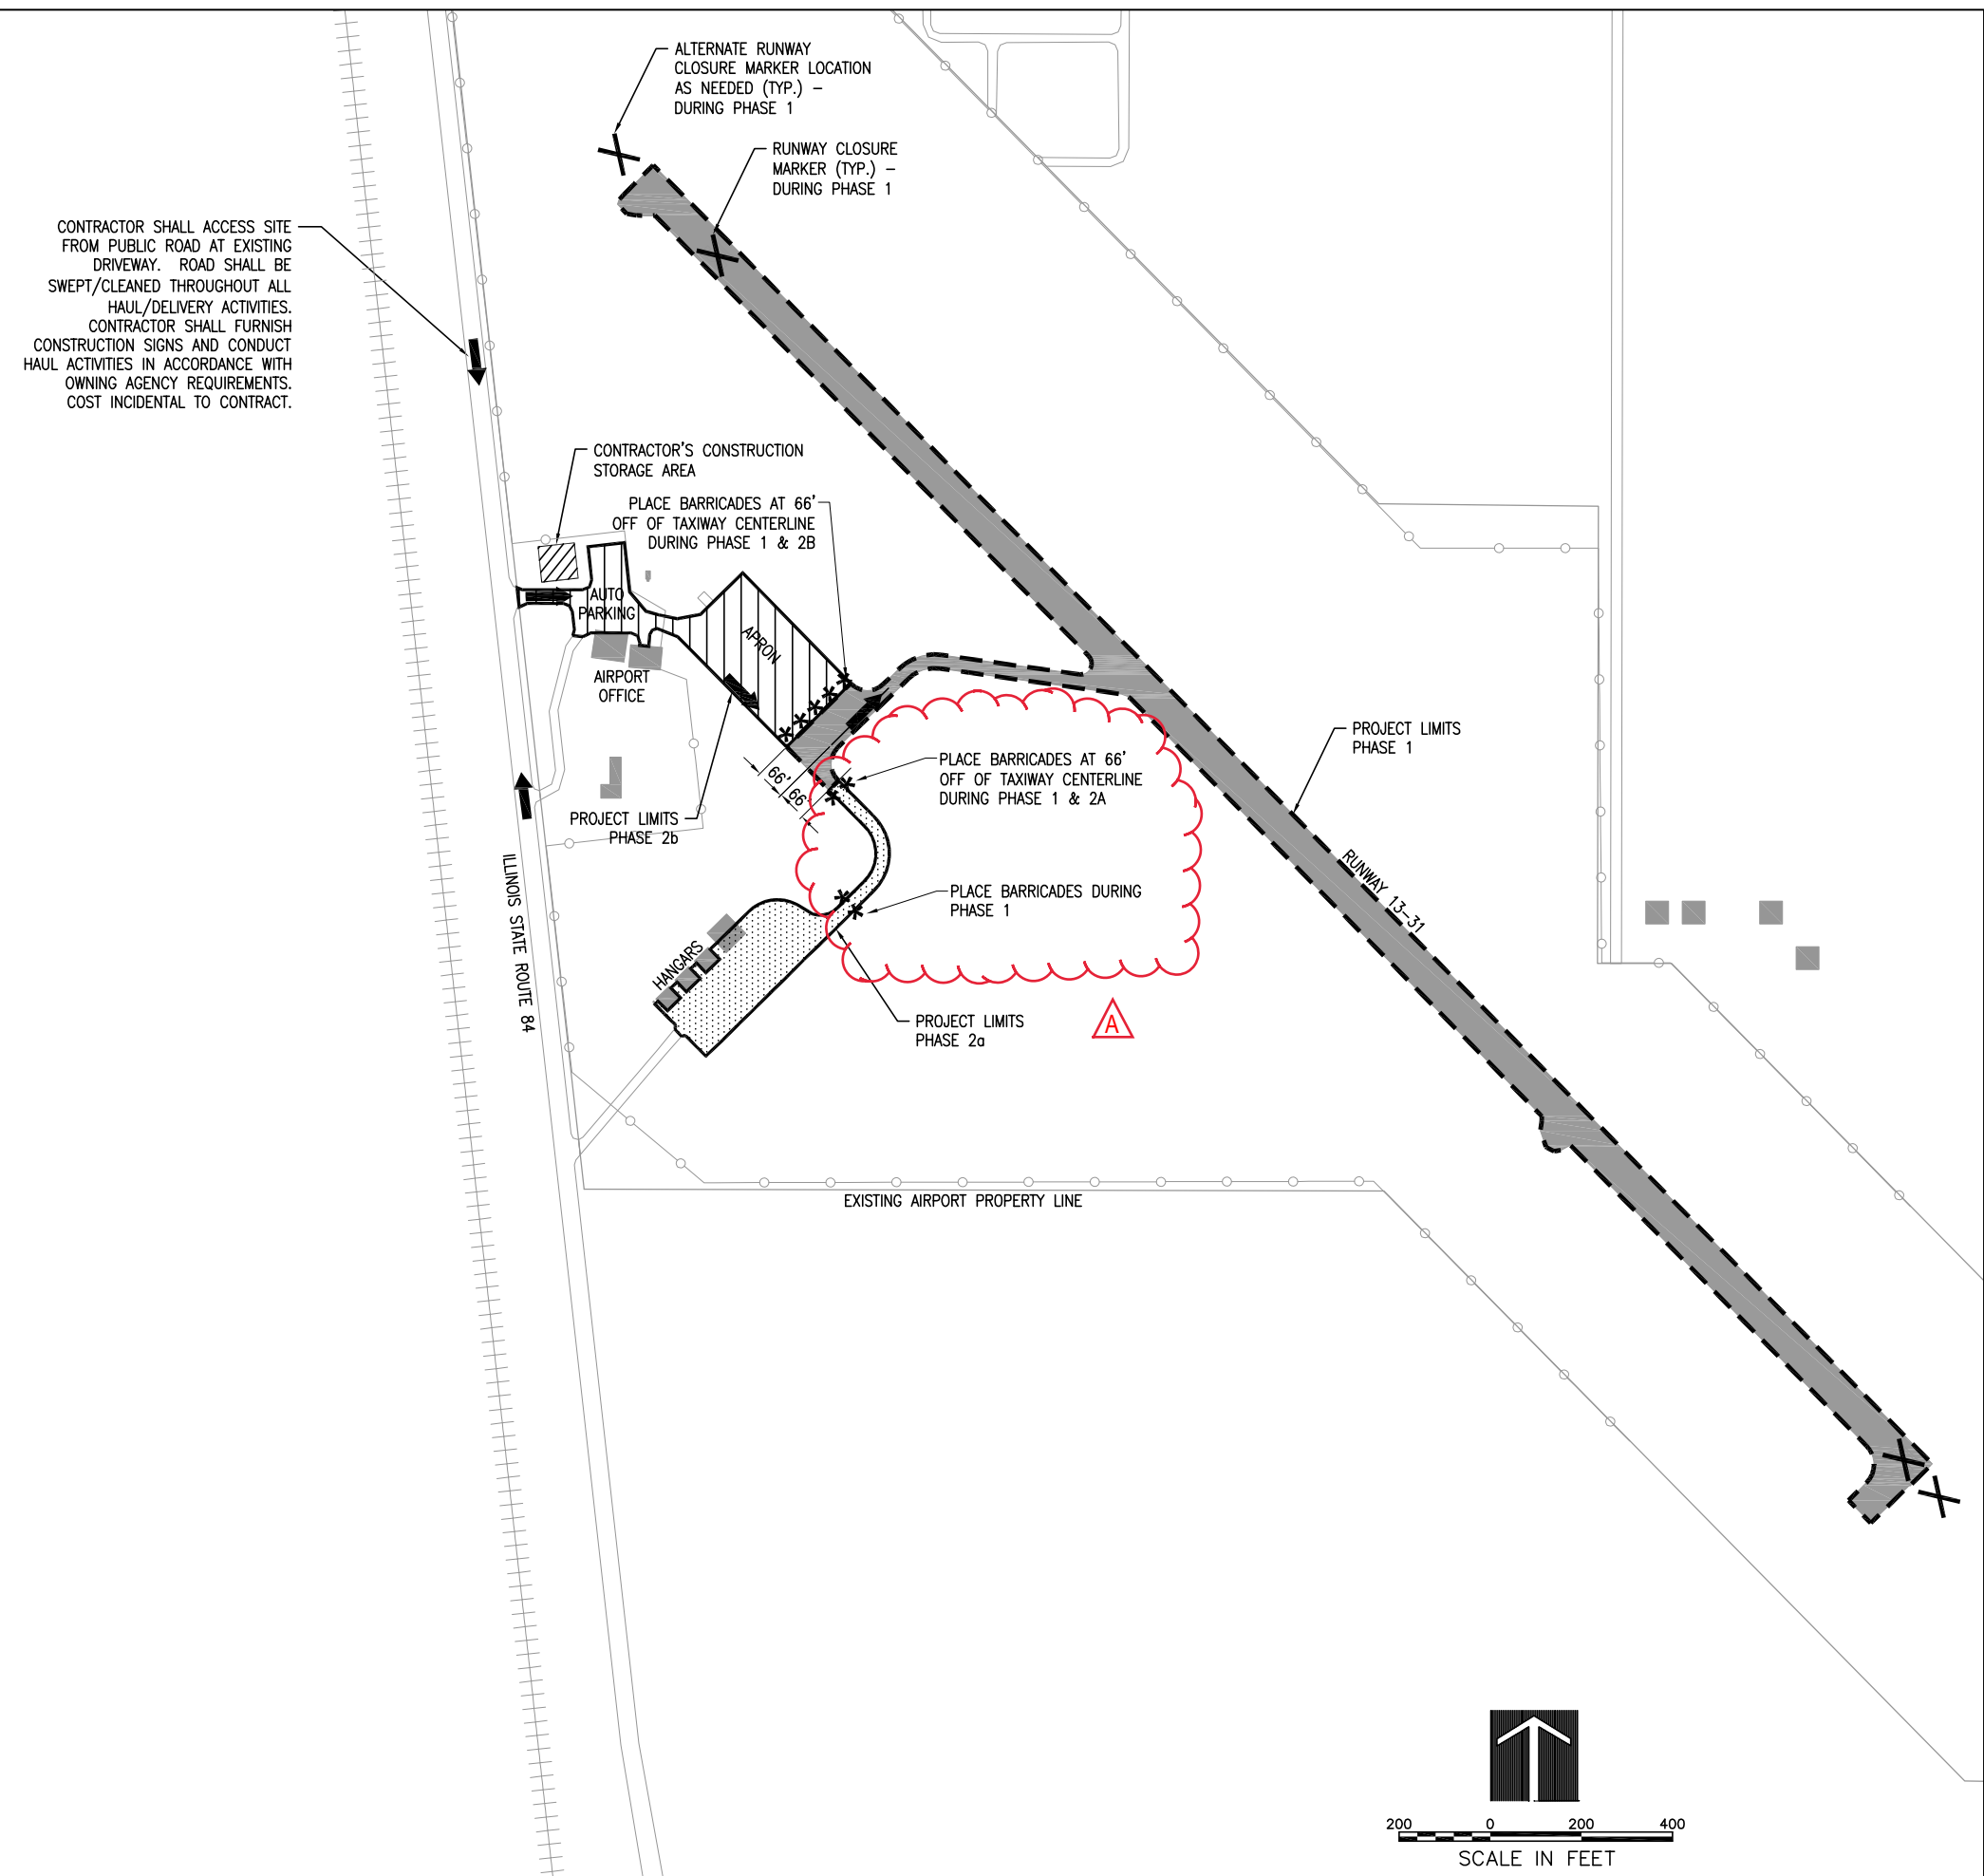 ALTERNATE RUNWAY
CLOSURE MARKER LOCATION
AS NEEDED (TYP.) –
DURING PHASE 1
RUNWAY CLOSURE
MARKER (TYP.) –
DURING PHASE 1
CONTRACTOR SHALL ACCESS SITE
FROM PUBLIC ROAD AT EXISTING
DRIVEWAY. ROAD SHALL BE
SWEPT/CLEANED THROUGHOUT ALL
HAUL/DELIVERY ACTIVITIES.
CONTRACTOR SHALL FURNISH
CONSTRUCTION SIGNS AND CONDUCT
HAUL ACTIVITIES IN ACCORDANCE WITH
OWNING AGENCY REQUIREMENTS.
COST INCIDENTAL TO CONTRACT.
CONTRACTOR'S CONSTRUCTION
STORAGE AREA
PLACE BARRICADES AT 66'
OFF OF TAXIWAY CENTERLINE
DURING PHASE 1 & 2B
AUTO
PARKING
APRON
AIRPORT
OFFICE
PROJECT LIMITS
PHASE 1
PLACE BARRICADES AT 66'
OFF OF TAXIWAY CENTERLINE
DURING PHASE 1 & 2A
66'
66'
PROJECT LIMITS
PHASE 2b
RUNWAY 13-31
PLACE BARRICADES DURING
PHASE 1
ILLINOIS STATE ROUTE 84
HANGARS
PROJECT LIMITS
PHASE 2a
A
EXISTING AIRPORT PROPERTY LINE
200 0 200 400
SCALE IN FEET